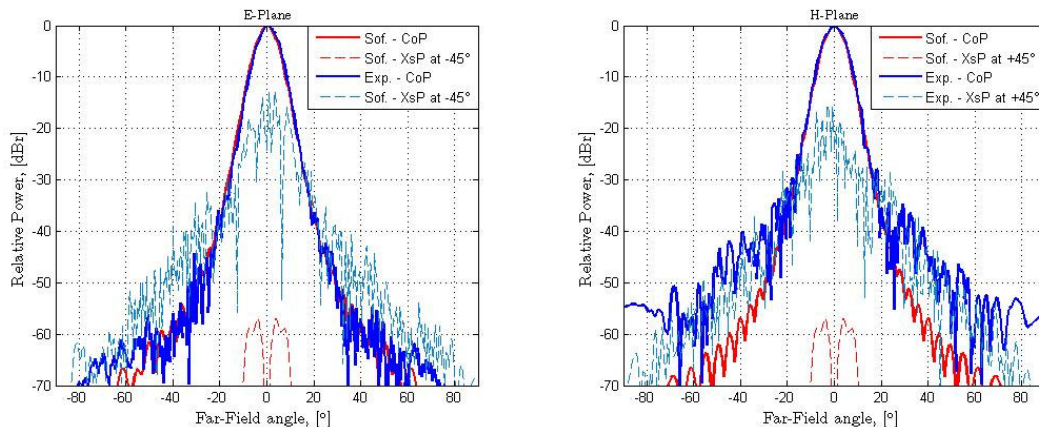 E-Plane
Relative Power, [dBr]
0
-10
-20
-30
-40
-50
-60
-70
-80
-60
-40
-20
0
20
40
60
80
Far-Field angle, [°]
Sof. - CoP
Sof. - XsP at -45°
Exp. - CoP
Sof. - XsP at -45°
H-Plane
Relative Power, [dBr]
0
-10
-20
-30
-40
-50
-60
-70
-80
-60
-40
-20
0
20
40
60
80
Far-Field angle, [°]
Sof. - CoP
Sof. - XsP at +45°
Exp. - CoP
Exp. - XsP at +45°